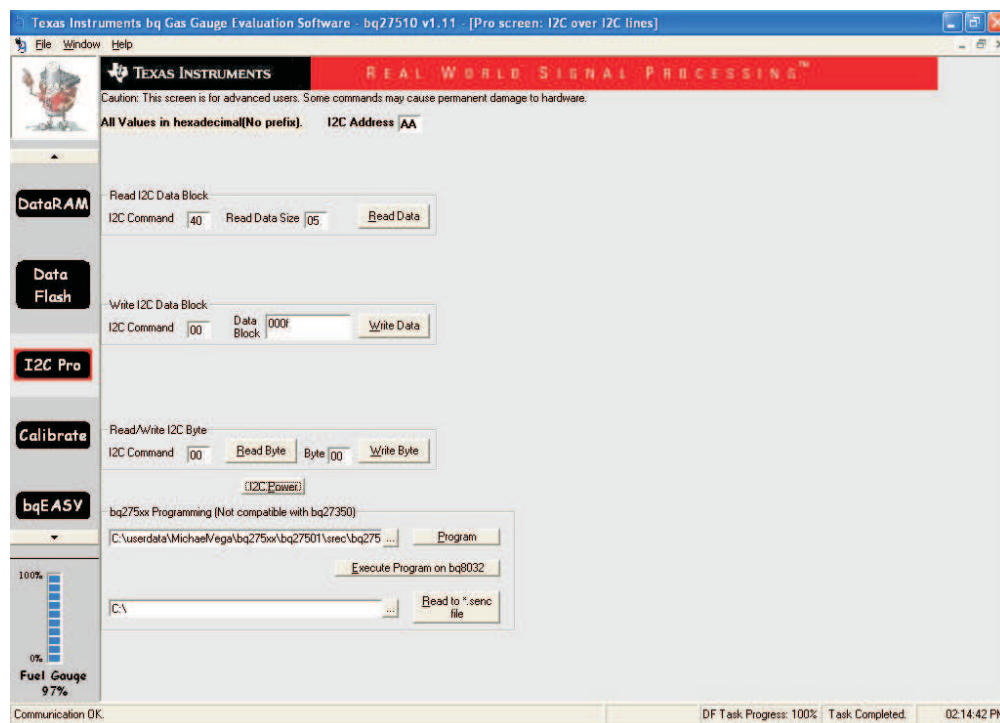 Texas Instruments bq Gas Gauge Evaluation Software - bq27510 v1.11 - [Pro screen: I2C over I2C lines]
File Window Help
TEXAS INSTRUMENTS
REAL WORLD SIGNAL PROCESSING™
Caution: This screen is for advanced users. Some commands may cause permanent damage to hardware.
All Values in hexadecimal(No prefix). I2C Address AA
DataRAM
Data
Flash
I2C Pro
Calibrate
bqEASY
Read I2C Data Block
I2C Command 40 Read Data Size 05 Read Data
Write I2C Data Block
I2C Command 00 Data Block 000f Write Data
Read/Write I2C Byte
I2C Command 00 Read Byte Byte 00 Write Byte
I2C Power
bq275xx Programming (Not compatible with bq27350)
C:\userdata\MichaelVega\bq275xx\bq27501\srec\bq275 ... Program
Execute Program on bq8032
C:\ ... Read to *.senc file
100%
0%
Fuel Gauge
97%
Communication OK. DF Task Progress: 100% Task Completed. 02:14:42 PM